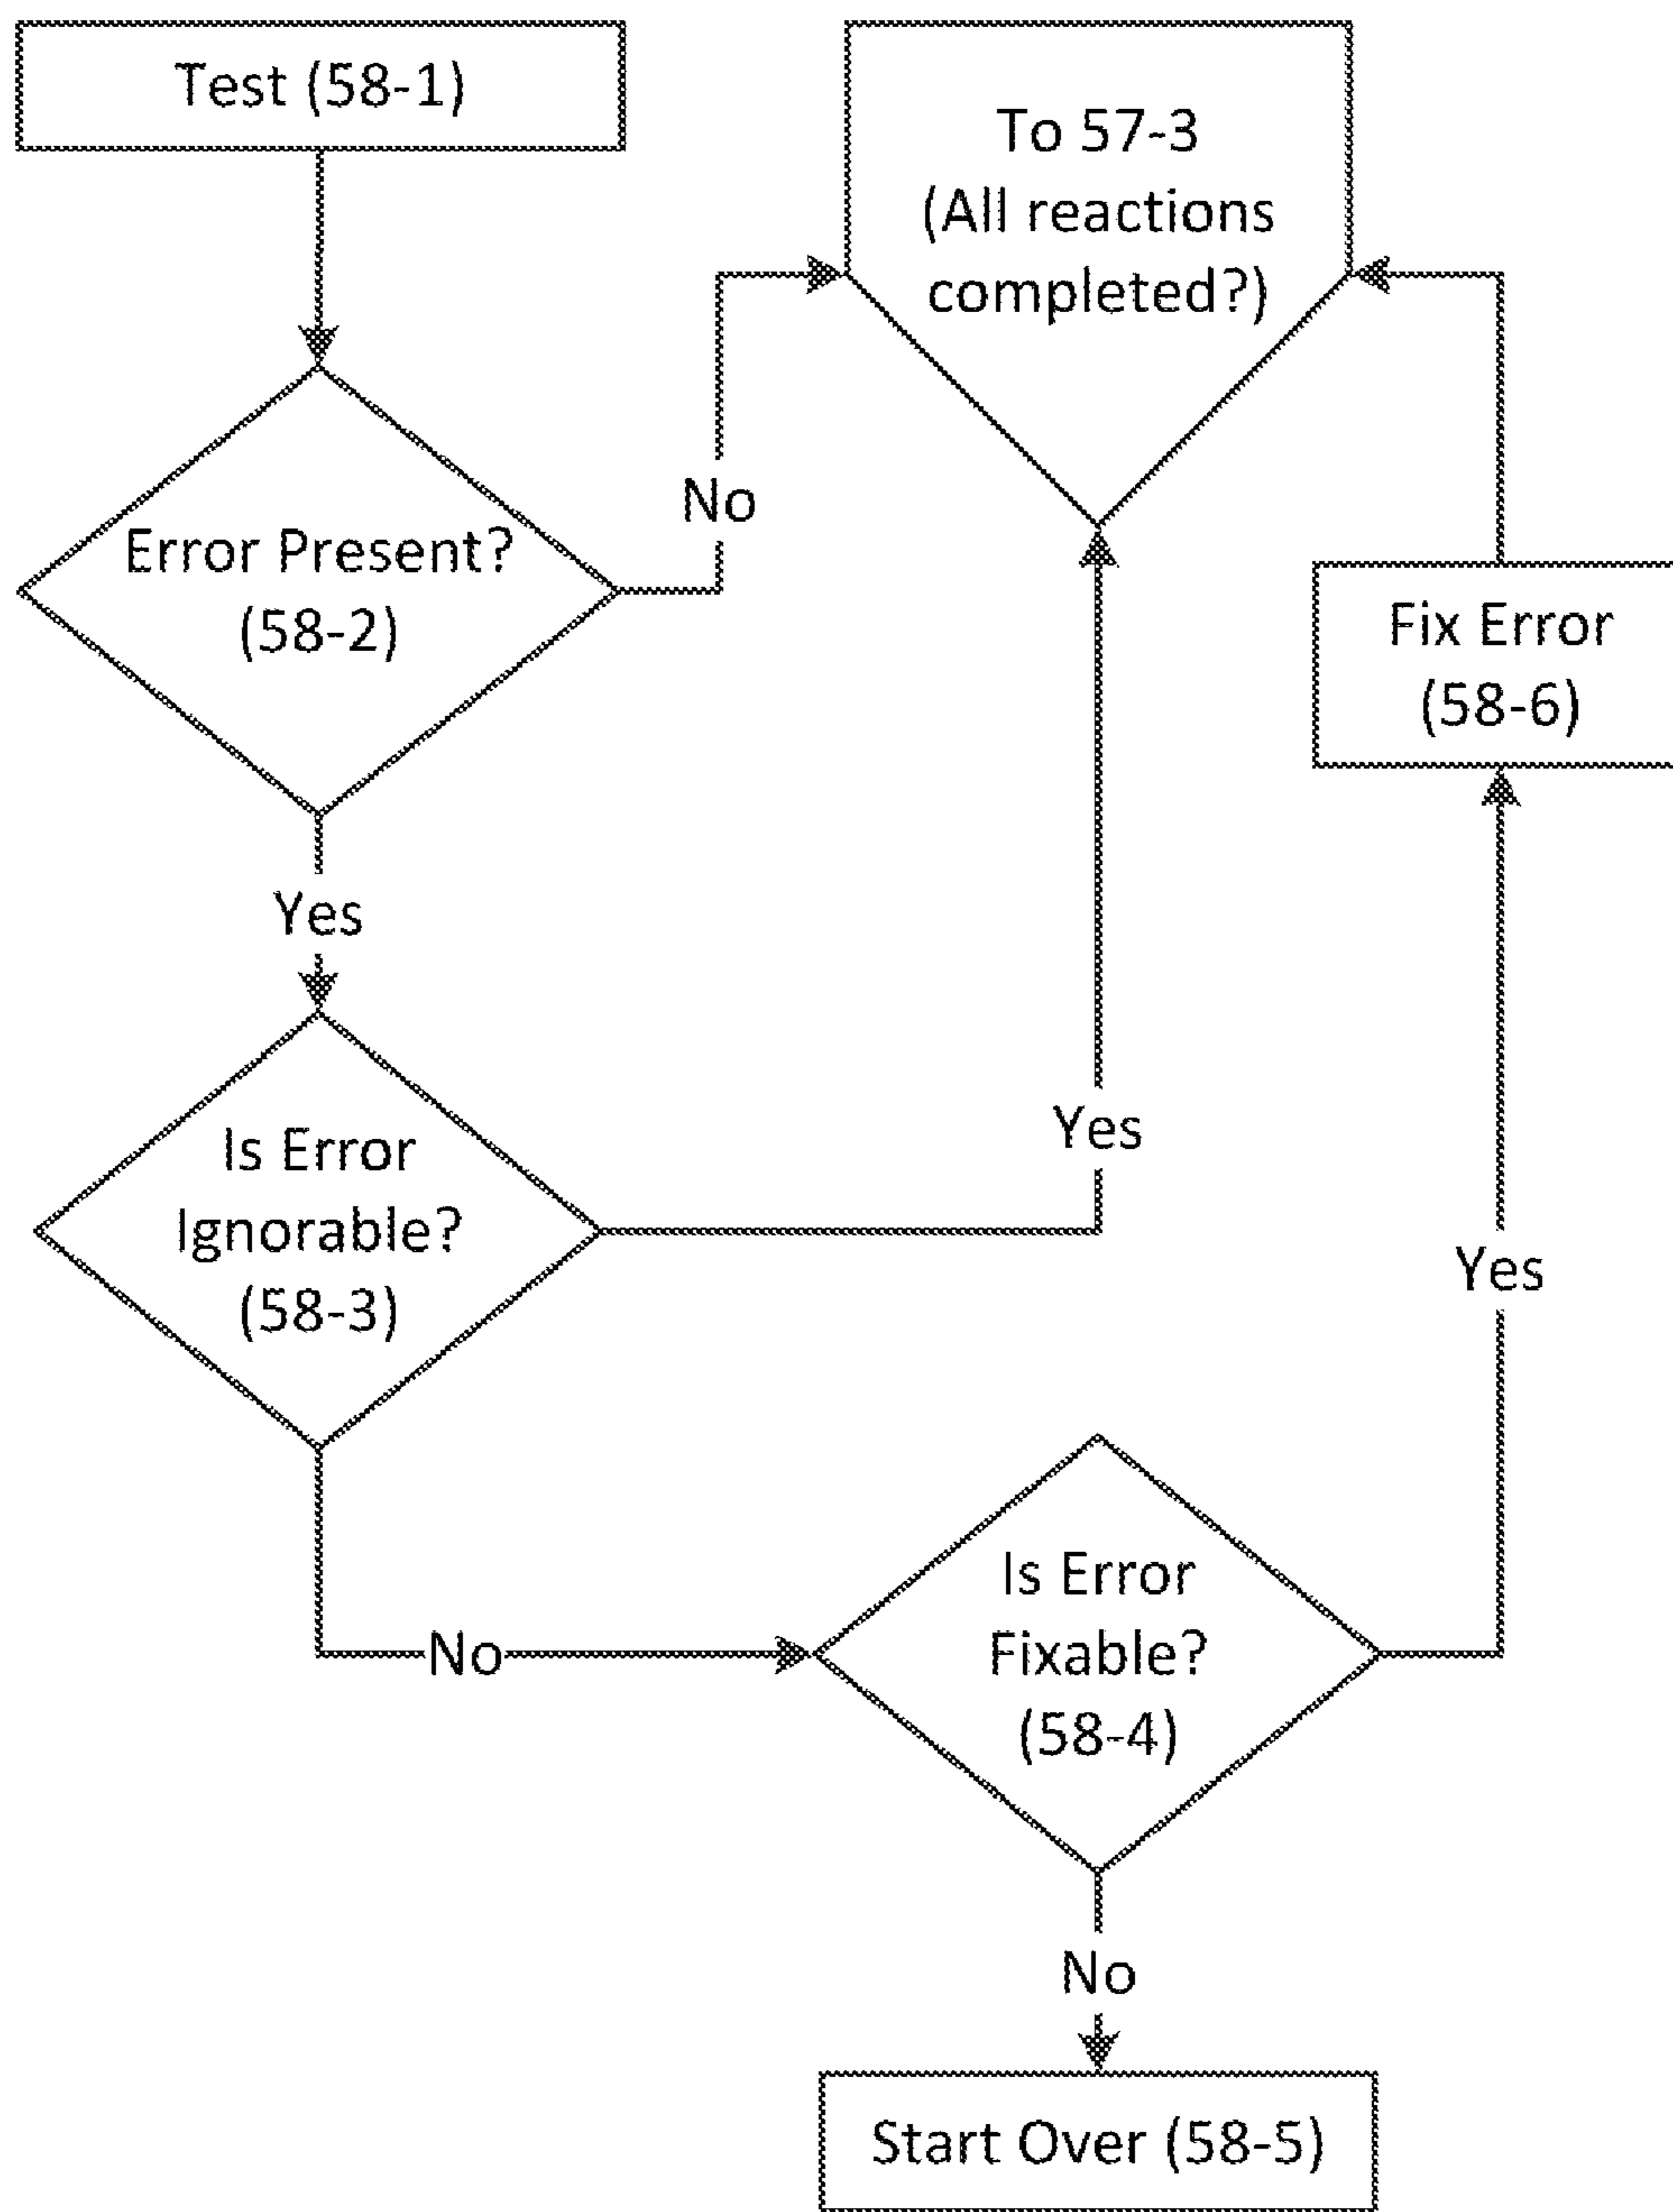 Test (58-1)
To 57-3
(All reactions
completed?)
No
Error Present?
(58-2)
Fix Error
(58-6)
Yes
Is Error
Ignorable?
(58-3)
Yes
Yes
No
Is Error
Fixable?
(58-4)
No
Start Over (58-5)